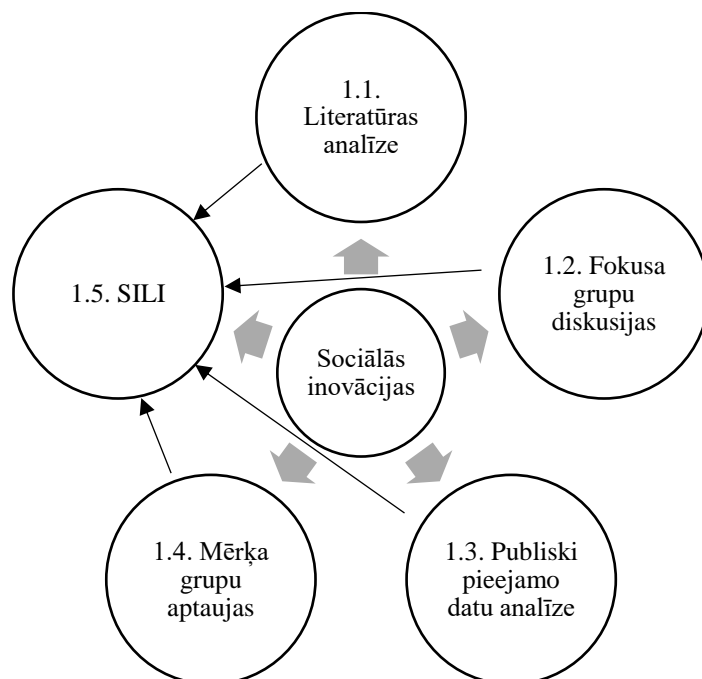 1.1.
Literatūras
analīze
1.2. Fokusa
grupu
diskusijas
1.3. Publiski
pieejamo
datu analīze
1.4. Mērķa
grupu
aptaujas
1.5. SILI
Sociālās
inovācijas